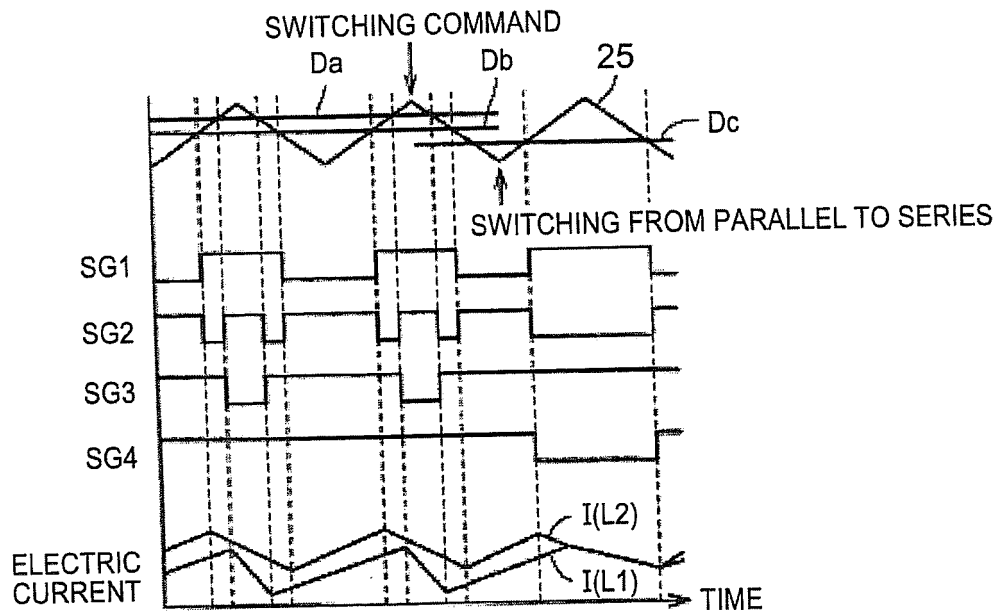 SWITCHING COMMAND
Da
Db
25
Dc
SWITCHING FROM PARALLEL TO SERIES
SG1
SG2
SG3
SG4
I(L2)
I(L1)
ELECTRIC
CURRENT
TIME